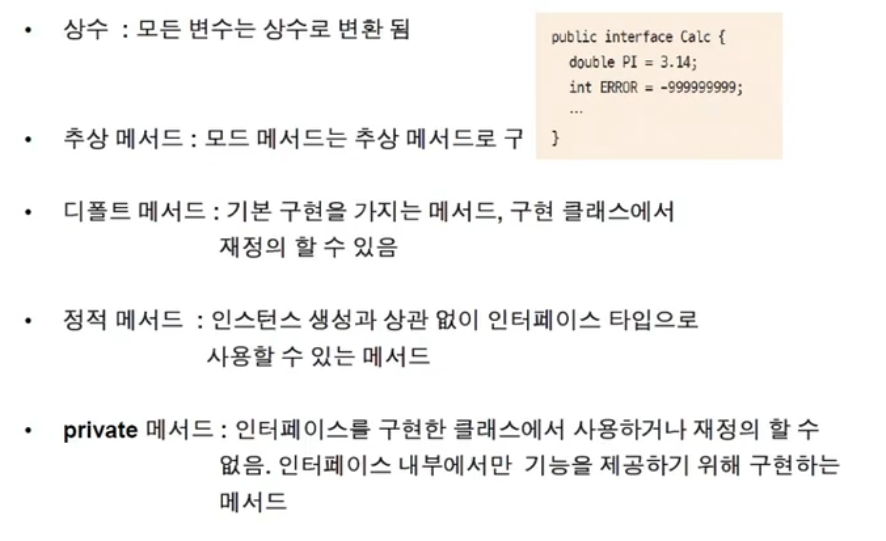 • 상수 : 모든 변수는 상수로 변환 됨
public interface Calc {
double PI = 3.14;
int ERROR = -999999999;
...
}
• 추상 메서드 : 모드 메서드는 추상 메서드로 구
• 디폴트 메서드 : 기본 구현을 가지는 메서드, 구현 클래스에서
재정의 할 수 있음
• 정적 메서드 : 인스턴스 생성과 상관 없이 인터페이스 타입으로
사용할 수 있는 메서드
• private 메서드 : 인터페이스를 구현한 클래스에서 사용하거나 재정의 할 수
없음. 인터페이스 내부에서만 기능을 제공하기 위해 구현하는
메서드